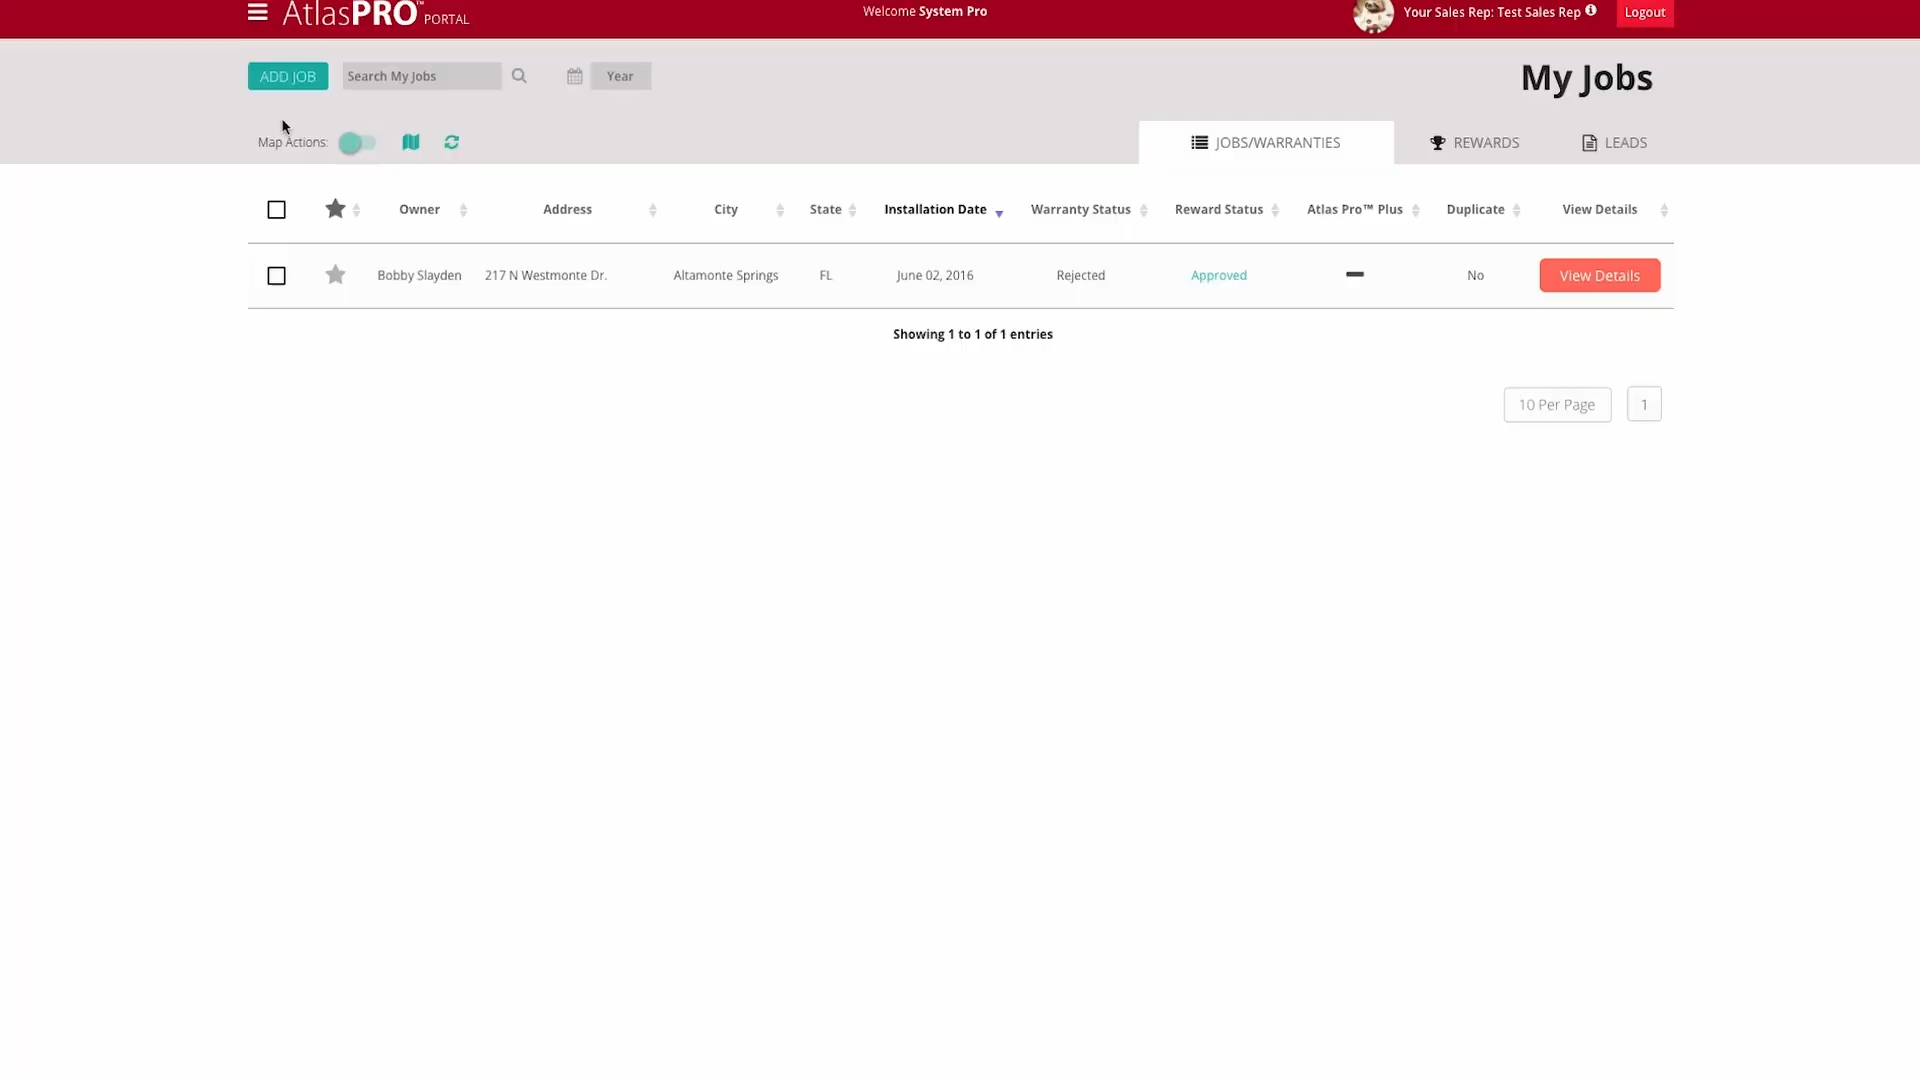 AtlasPRO™ PORTAL
Welcome System Pro
Your Sales Rep: Test Sales Rep
Logout
ADD JOB
Search My Jobs
Year
My Jobs
Map Actions:
JOBS/WARRANTIES
REWARDS
LEADS
Owner Address City State Installation Date Warranty Status Reward Status Atlas Pro™ Plus Duplicate View Details
Bobby Slayden 217 N Westmonte Dr. Altamonte Springs FL June 02, 2016 Rejected Approved No View Details
Showing 1 to 1 of 1 entries
10 Per Page 1